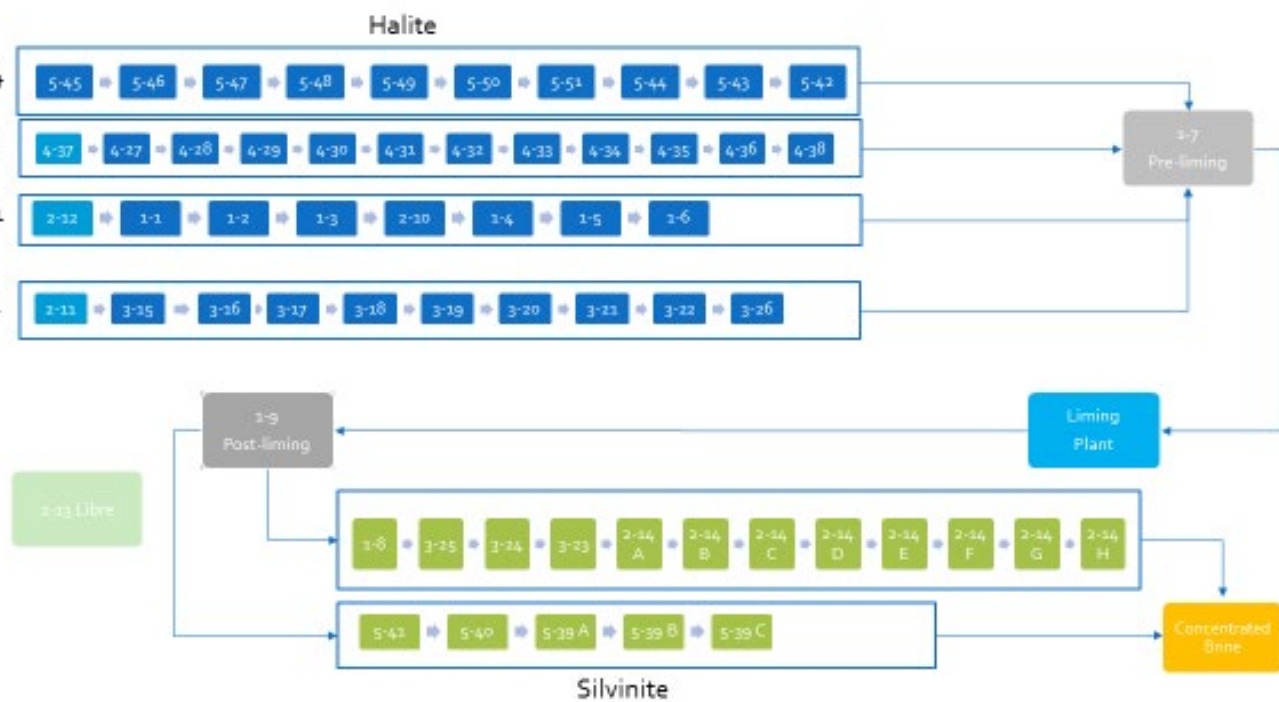 Halite
5-45 5-46 5-47 5-48 5-49 5-50 5-51 5-44 5-43 5-42
4-37 4-27 4-28 4-29 4-30 4-31 4-32 4-33 4-34 4-35 4-36 4-38
1-7
Pre-liming
2-12 1-1 1-2 1-3 2-10 1-4 1-5 1-6
2-11 3-15 3-16 3-17 3-18 3-19 3-20 3-21 3-22 3-26
1-9
Post-liming
Liming
Plant
2-13 Libre
1-8 3-25 3-24 3-23 2-14 A 2-14 B 2-14 C 2-14 D 2-14 E 2-14 F 2-14 G 2-14 H
5-41 5-40 5-39 A 5-39 B 5-39 C
Concentrated
Brine
Silvinite